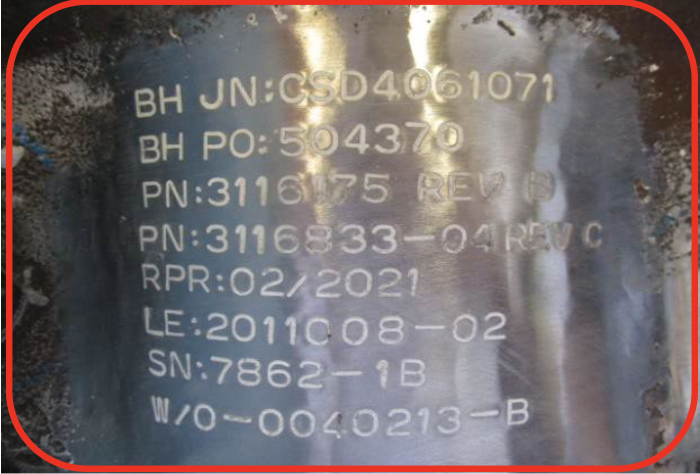 BH JN:CSD4061071
BH PO:504370
PN:3116175 REV B
PN:3116833-04 REV C
RPR:02/2021
LE:2011008-02
SN:7862-1B
W/O-0040213-B